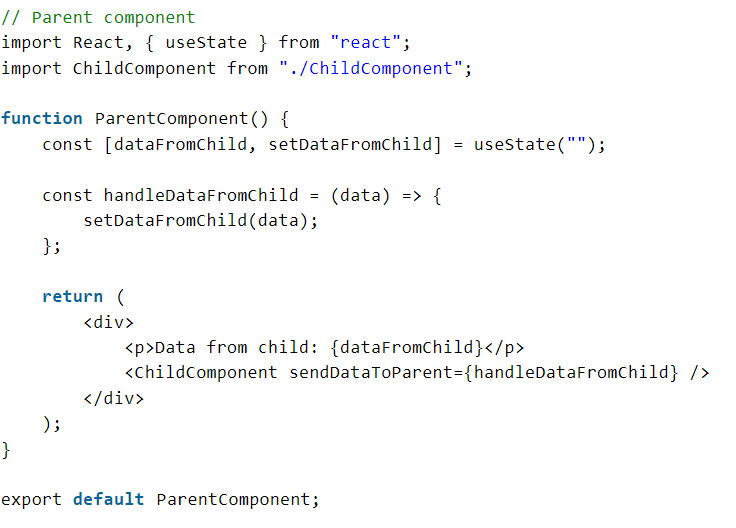 // Parent component
import React, { useState } from "react";
import ChildComponent from "./ChildComponent";

function ParentComponent() {
    const [dataFromChild, setDataFromChild] = useState("");

    const handleDataFromChild = (data) => {
        setDataFromChild(data);
    };

    return (
        <div>
            <p>Data from child: {dataFromChild}</p>
            <ChildComponent sendDataToParent={handleDataFromChild} />
        </div>
    );
}

export default ParentComponent;